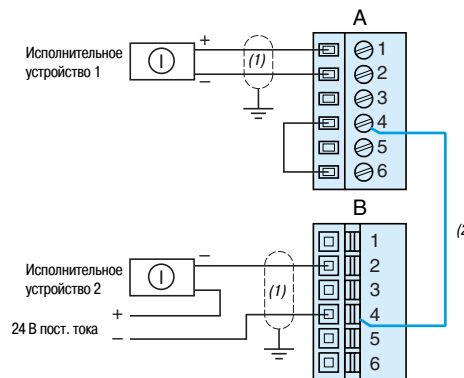 A
Исполнительное
устройство 1
+
−
(1)
I
1
2
3
4
5
6
(2
B
Исполнительное
устройство 2
−
I
+
(1)
24 В пост. тока
−
1
2
3
4
5
6